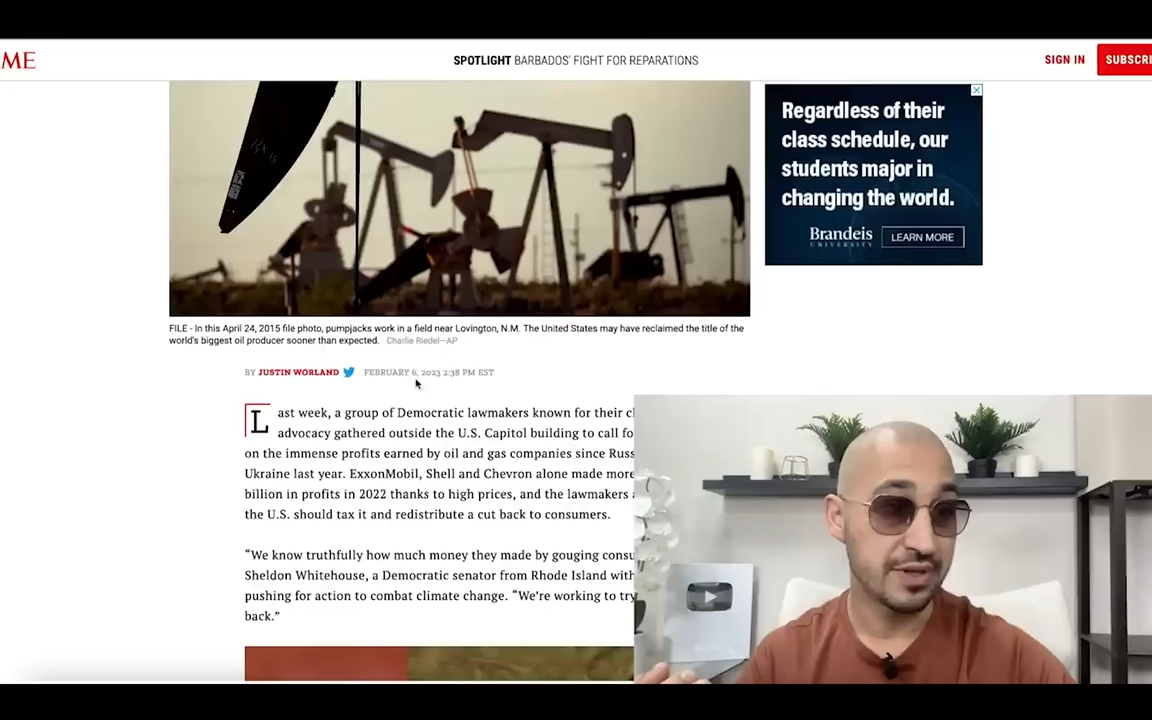 ME
SPOTLIGHT BARBADOS' FIGHT FOR REPARATIONS
SIGN IN
SUBSCRI
Regardless of their
class schedule, our
students major in
changing the world.
Brandeis
UNIVERSITY
LEARN MORE
FILE - In this April 24, 2015 file photo, pumpjacks work in a field near Lovington, N.M. The United States may have reclaimed the title of the
world's biggest oil producer sooner than expected. Charlie Riedel—AP
BY JUSTIN WORLAND FEBRUARY 6, 2023 2:38 PM EST
Last week, a group of Democratic lawmakers known for their cl
advocacy gathered outside the U.S. Capitol building to call fo
on the immense profits earned by oil and gas companies since Russ
Ukraine last year. ExxonMobil, Shell and Chevron alone made more
billion in profits in 2022 thanks to high prices, and the lawmakers a
the U.S. should tax it and redistribute a cut back to consumers.
“We know truthfully how much money they made by gouging consu
Sheldon Whitehouse, a Democratic senator from Rhode Island with
pushing for action to combat climate change. “We’re working to try
back.”